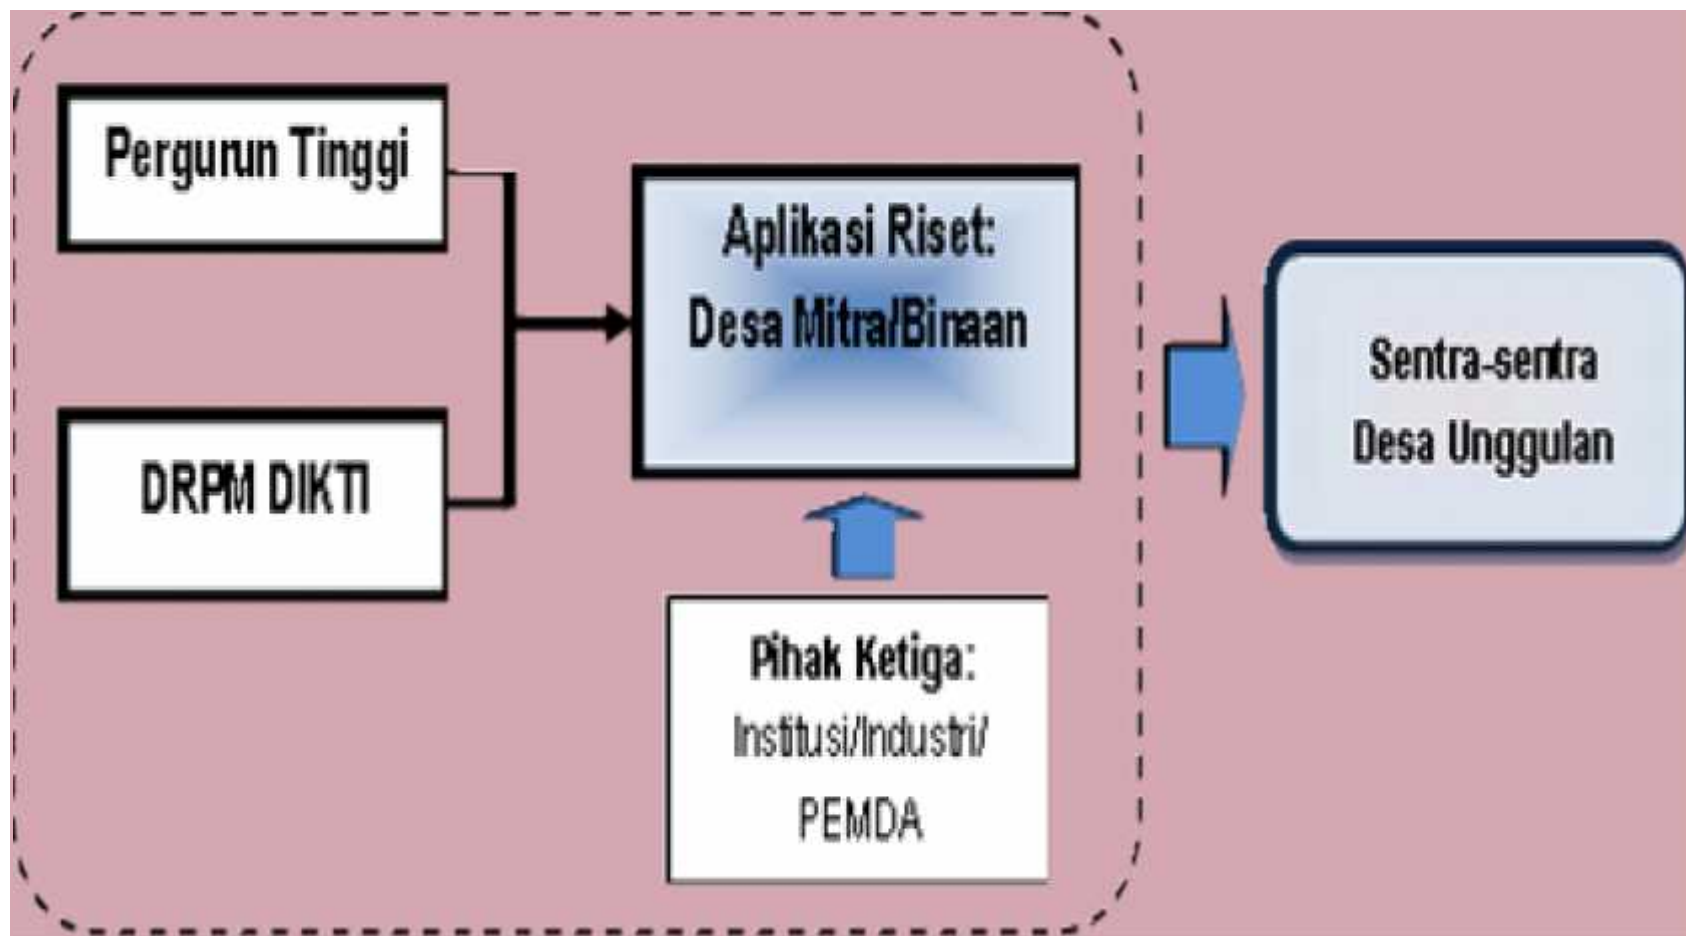 Pergurun Tinggi
DRPM DIKTI
Aplikasi Riset:
Desa Mitra/Binaan
Pihak Ketiga:
Institusi/Industri/
PEMDA
Sentra-sentra
Desa Unggulan